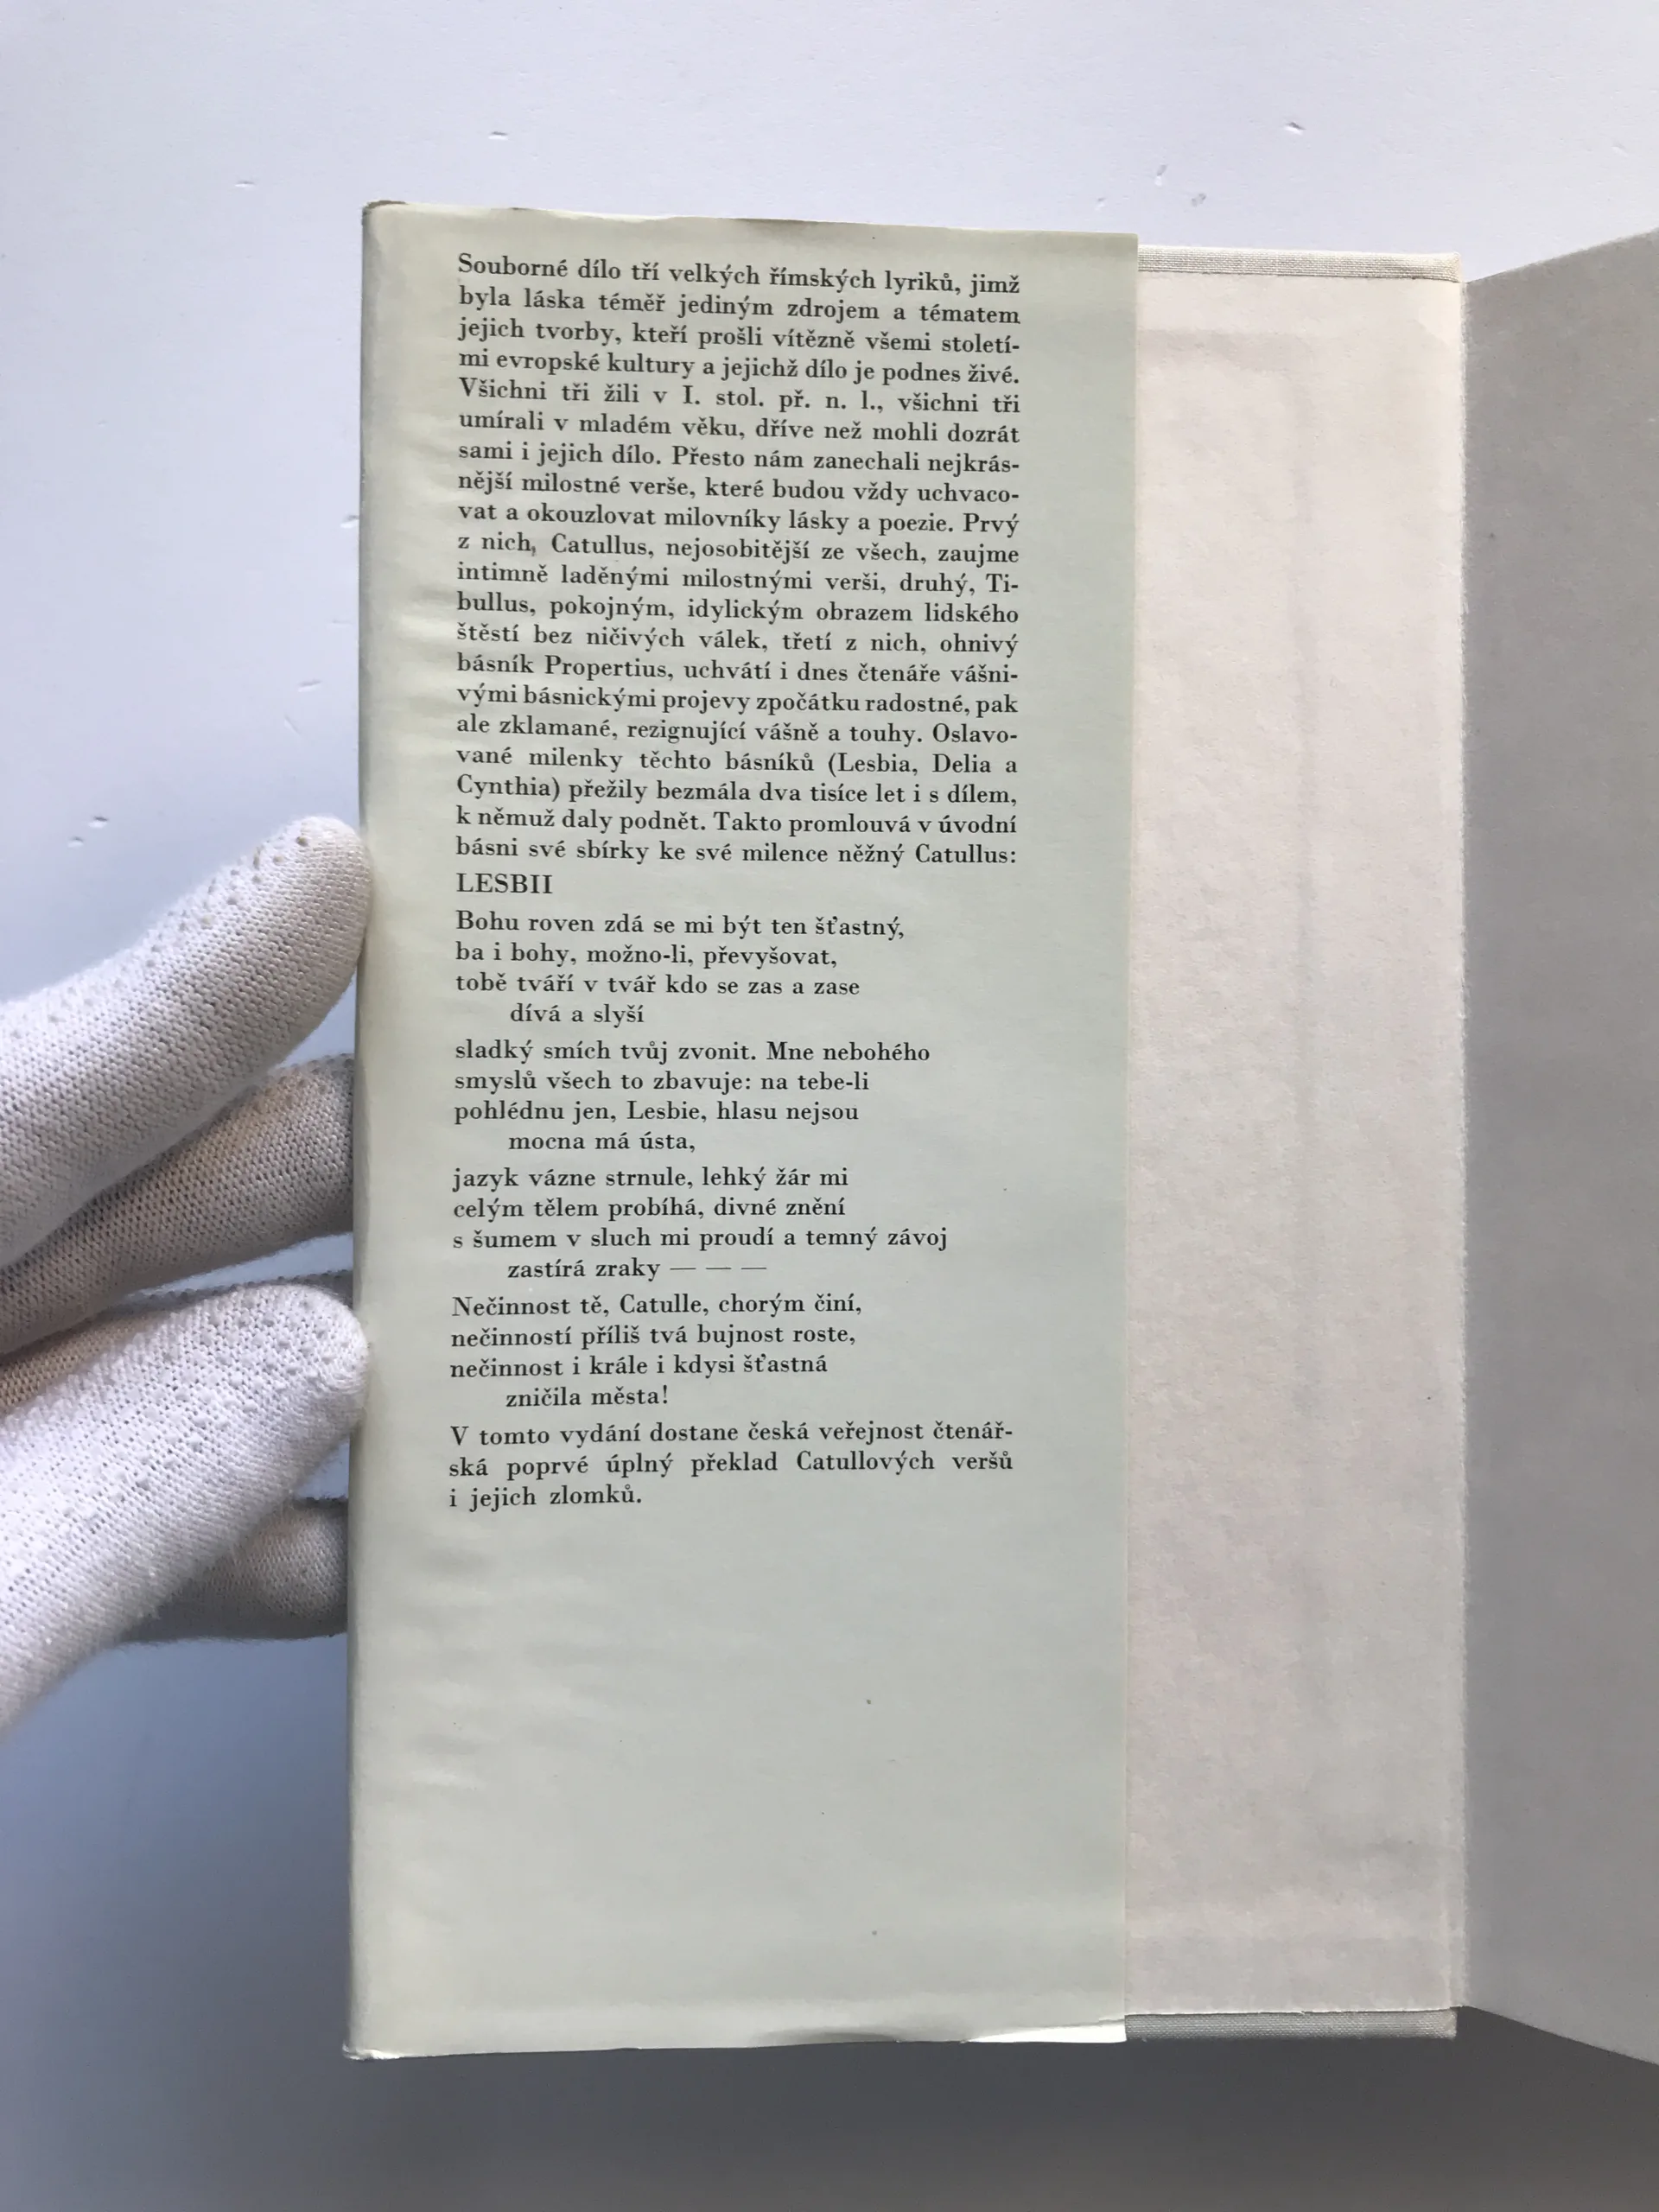 Souborné dílo tří velkých římských lyriků, jimž
byla láska téměř jediným zdrojem a tématem
jejich tvorby, kteří prošli vítězně všemi století-
mi evropské kultury a jejichž dílo je podnes živé.
Všichni tři žili v I. stol. př. n. l., všichni tři
umírali v mladém věku, dříve než mohli dozrát
sami i jejich dílo. Přesto nám zanechali nejkrás-
nější milostné verše, které budou vždy uchvaco-
vat a okouzlovat milovníky lásky a poezie. Prvý
z nich, Catullus, nejosobitější ze všech, zaujme
intimně laděnými milostnými verši, druhý, Ti-
bullus, pokojným, idylickým obrazem lidského
štěstí bez ničivých válek, třetí z nich, ohnivý
básník Propertius, uchvátí i dnes čtenáře vášni-
vými básnickými projevy zpočátku radostné, pak
ale zklamané, rezignující vášně a touhy. Oslavo-
vané milenky těchto básníků (Lesbia, Delia a
Cynthia) přežily bezmála dva tisíce let i s dílem,
k němuž daly podnět. Takto promlouvá v úvodní
básni své sbírky ke své milence něžný Catullus:
LESBII
Bohu roven zdá se mi být ten šťastný,
ba i bohy, možno-li, převyšovat,
tobě tváří v tvář kdo se zas a zase
dívá a slyší
sladký smích tvůj zvonit. Mne nebohého
smyslů všech to zbavuje: na tebe-li
pohlédnu jen, Lesbie, hlasu nejsou
mocna má ústa,
jazyk vázne strnule, lehký žár mi
celým tělem probíhá, divné znění
s šumem v sluch mi proudí a temný závoj
zastírá zraky — — —
Nečinnost tě, Catulle, chorým činí,
nečinností příliš tvá bujnost roste,
nečinnost i krále i kdysi šťastná
zničila města!
V tomto vydání dostane česká veřejnost čtenář-
ská poprvé úplný překlad Catullových veršů
i jejich zlomků.